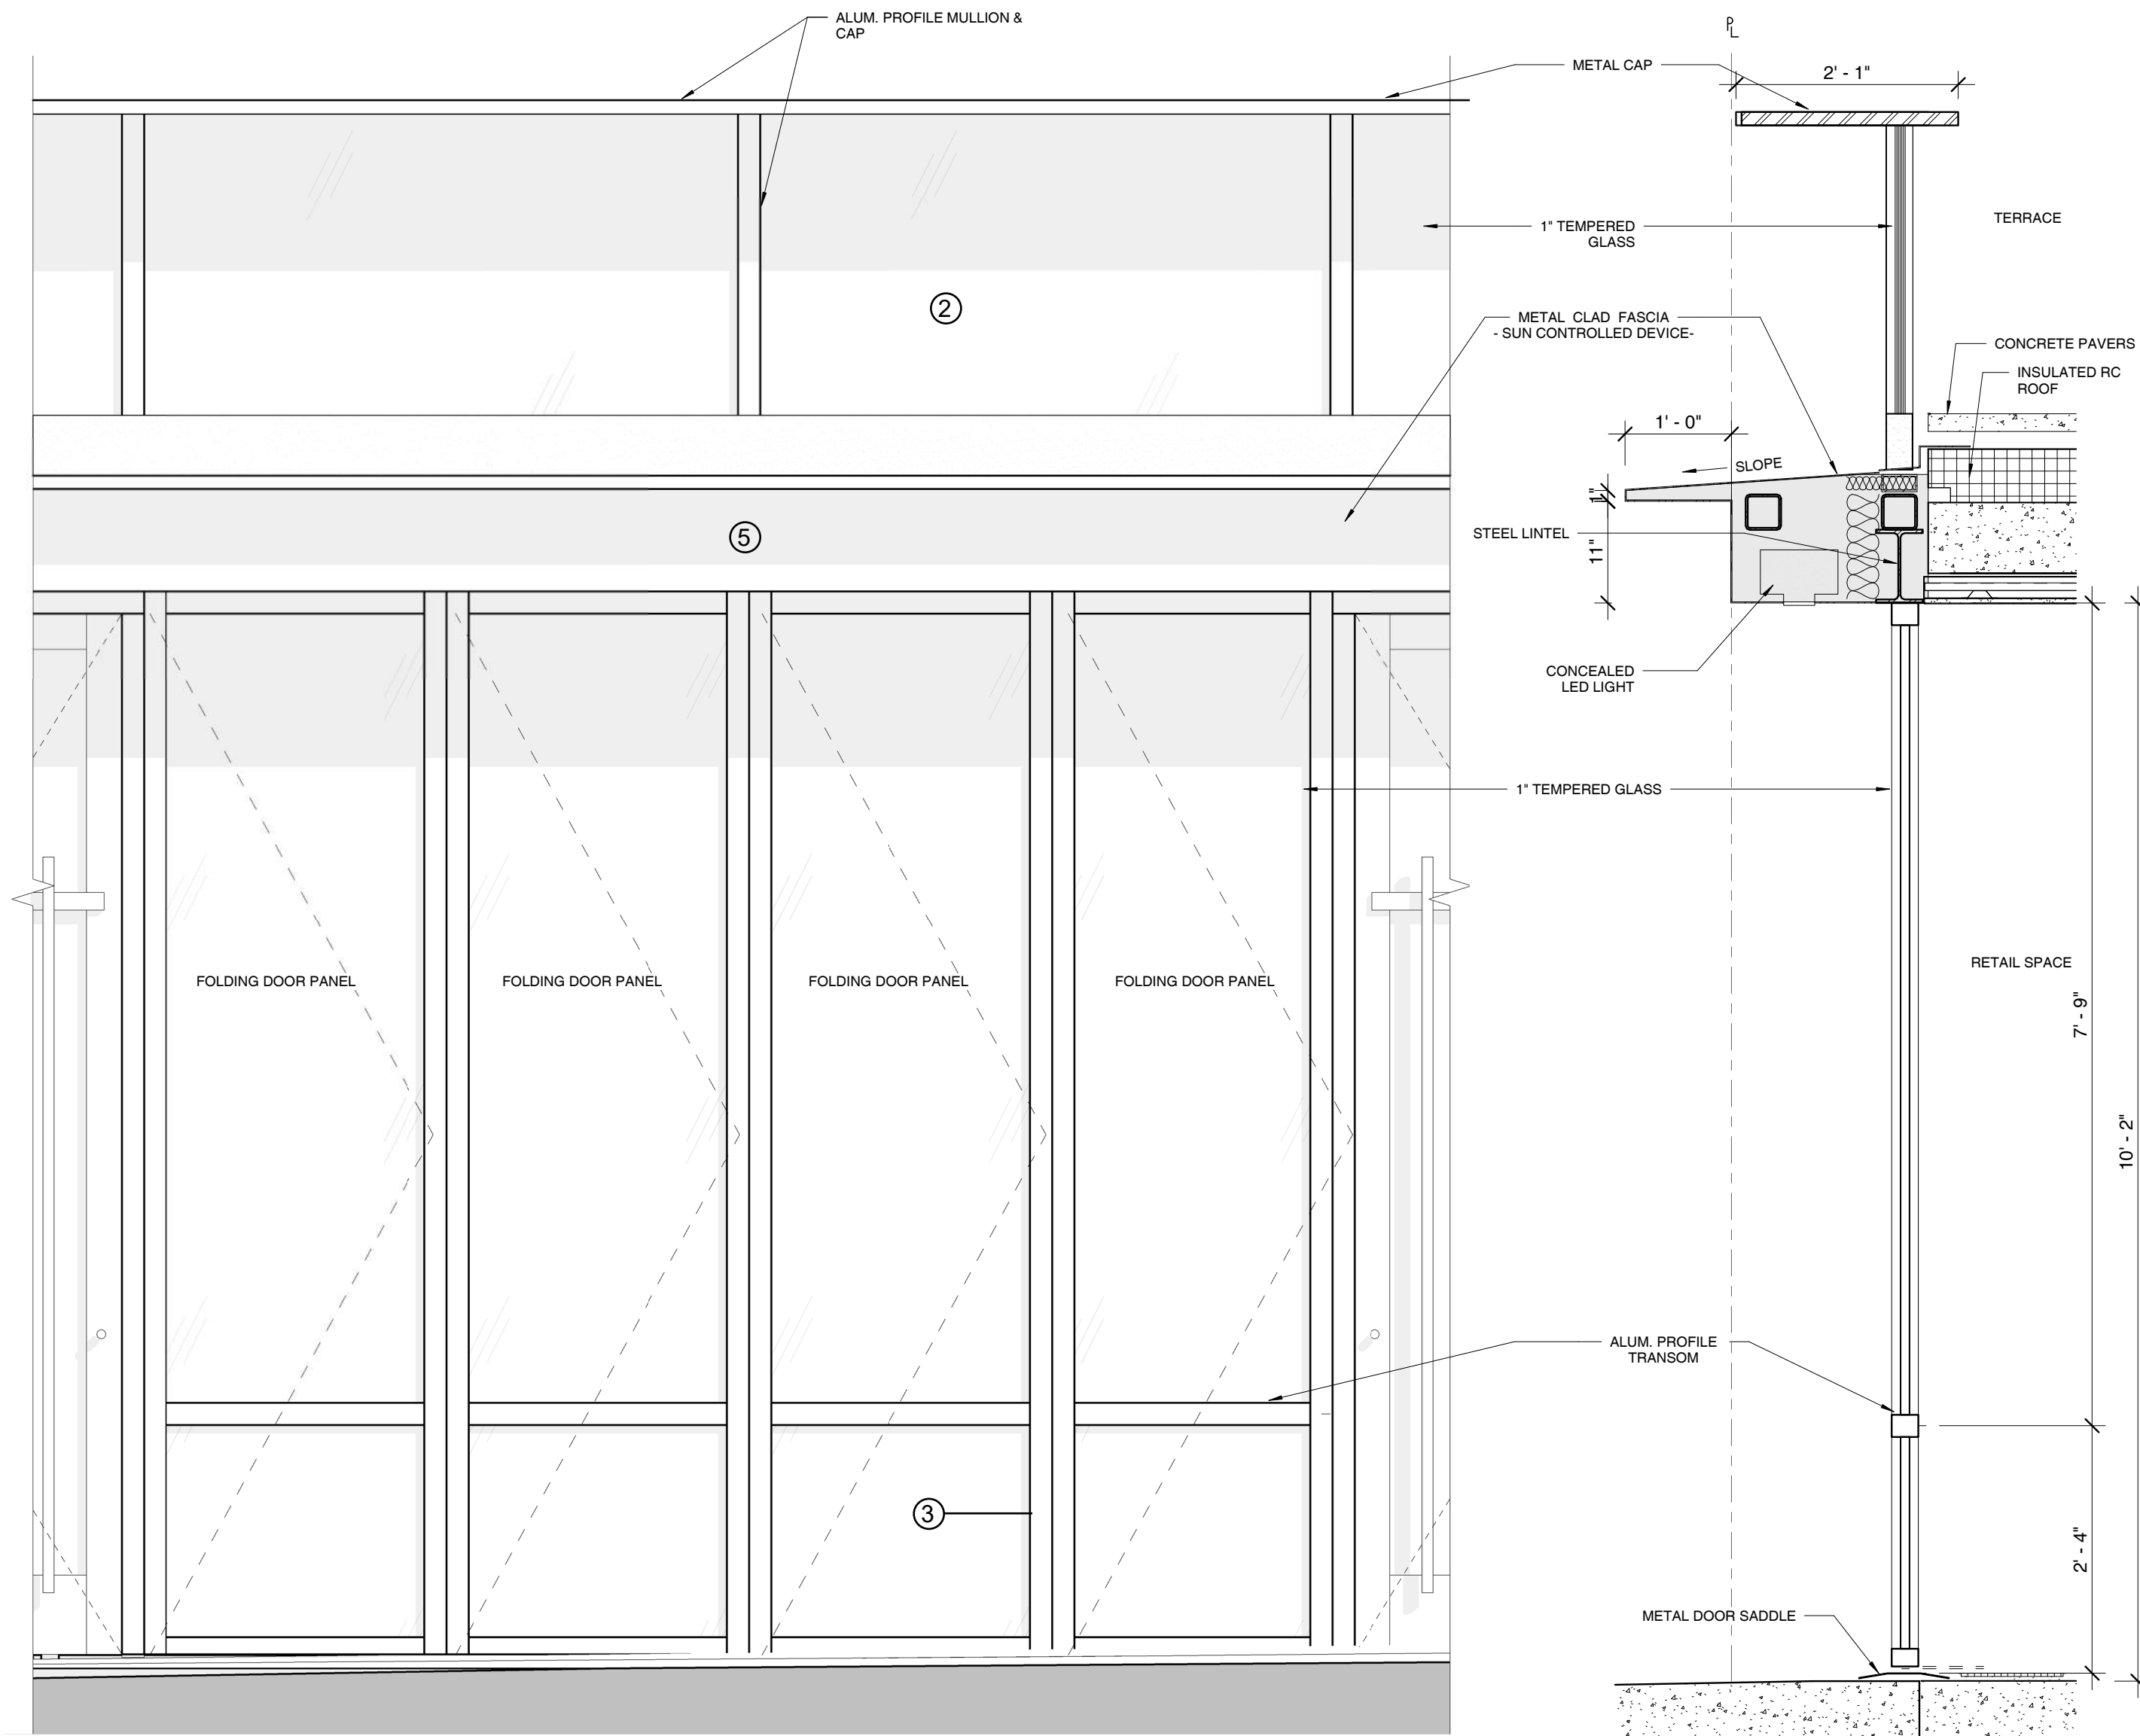 ALUM. PROFILE MULLION &
CAP
P
L
METAL CAP
2' - 1"
1" TEMPERED
GLASS
TERRACE
2
METAL CLAD FASCIA
- SUN CONTROLLED DEVICE-
CONCRETE PAVERS
INSULATED RC
ROOF
1' - 0"
SLOPE
1"
5
STEEL LINTEL
11"
CONCEALED
LED LIGHT
1" TEMPERED GLASS
RETAIL SPACE
FOLDING DOOR PANEL
FOLDING DOOR PANEL
FOLDING DOOR PANEL
FOLDING DOOR PANEL
7' - 9"
10' - 2"
ALUM. PROFILE
TRANSOM
3
2' - 4"
METAL DOOR SADDLE